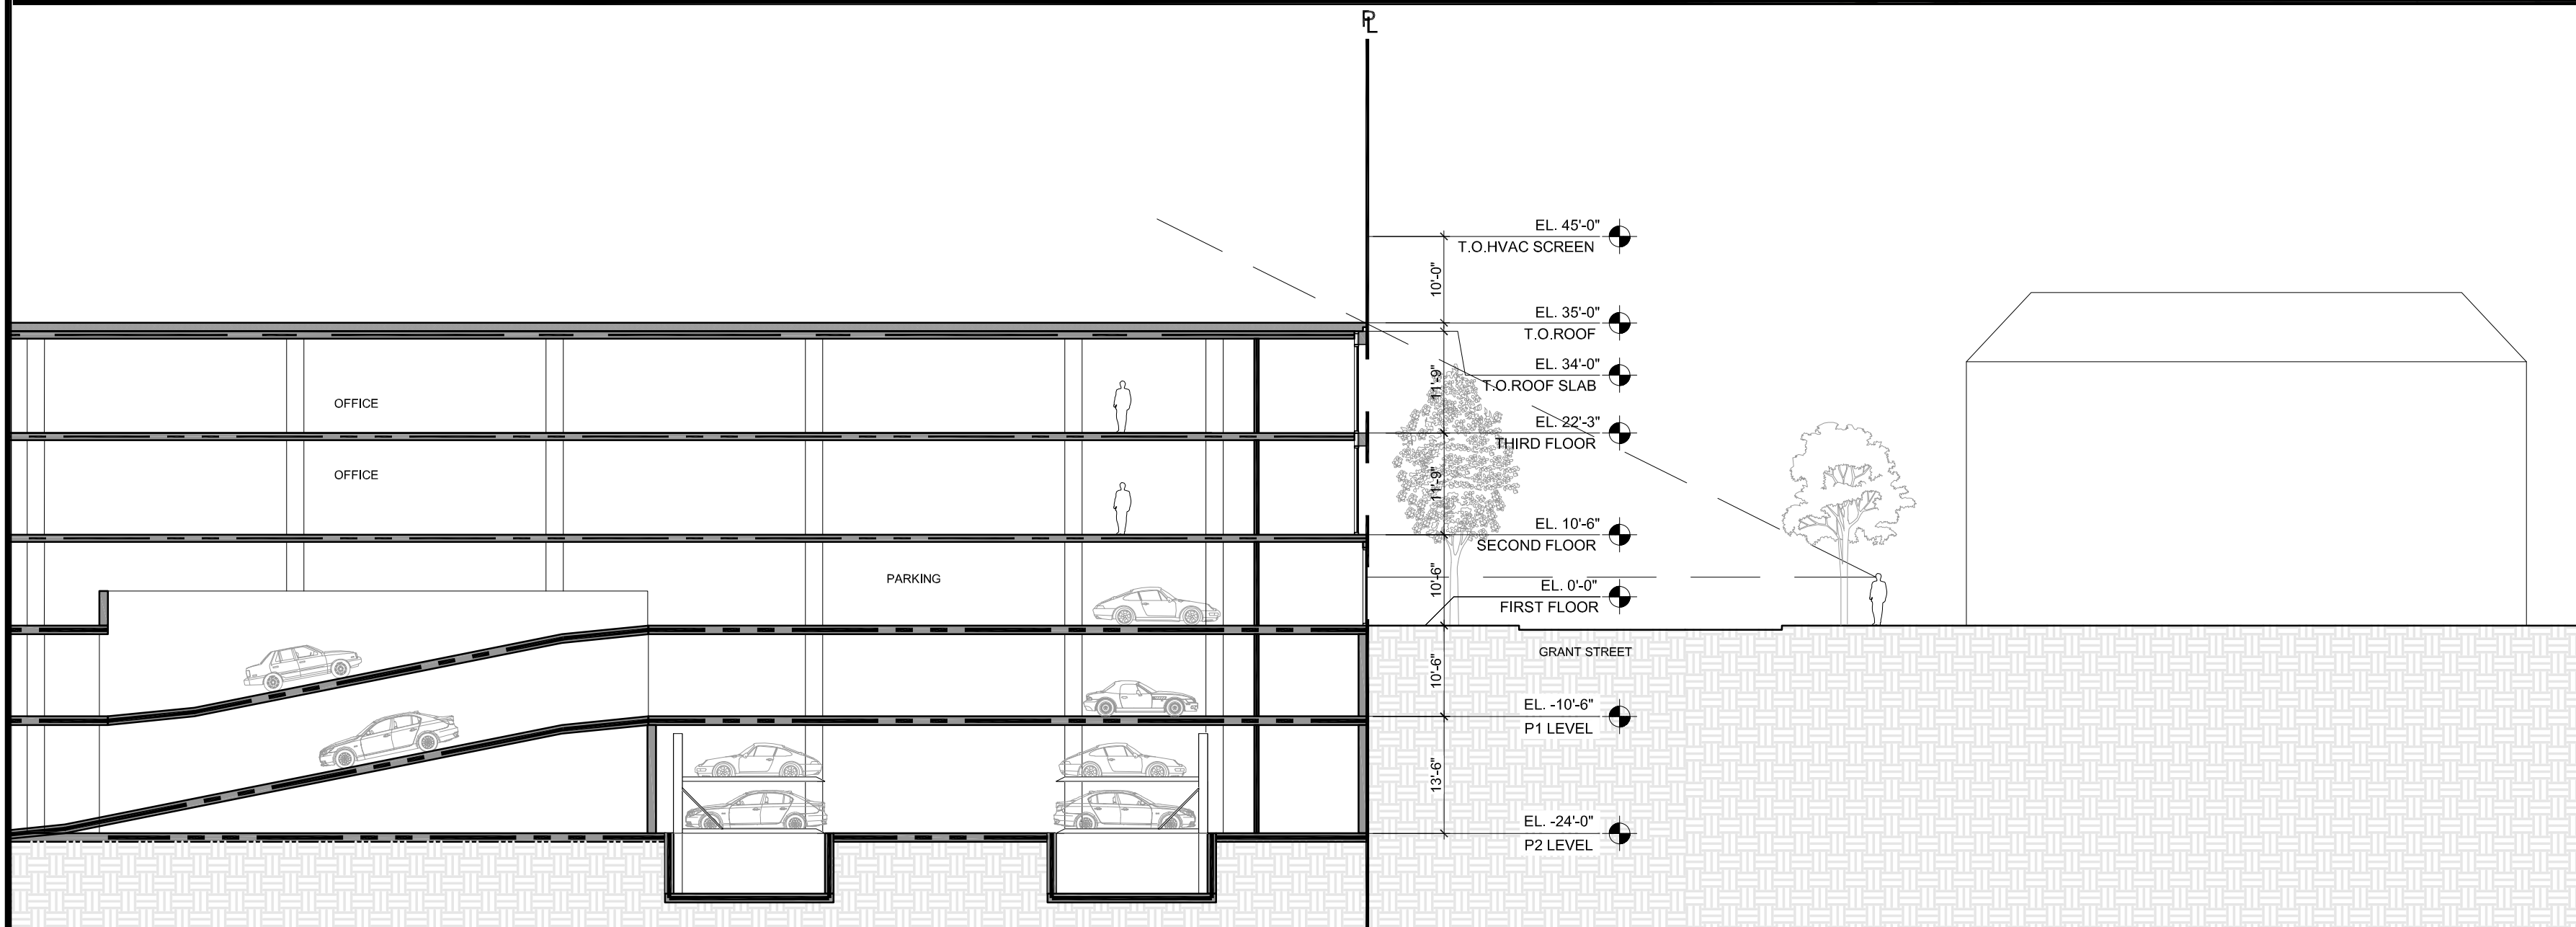 PL
EL. 45'-0"
T.O.HVAC SCREEN
10'-0"
EL. 35'-0"
T.O.ROOF
EL. 34'-0"
T.O.ROOF SLAB
11'-9"
OFFICE
EL. 22'-3"
THIRD FLOOR
OFFICE
11'-9"
EL. 10'-6"
SECOND FLOOR
PARKING
10'-6"
EL. 0'-0"
FIRST FLOOR
GRANT STREET
10'-6"
EL. -10'-6"
P1 LEVEL
13'-6"
EL. -24'-0"
P2 LEVEL